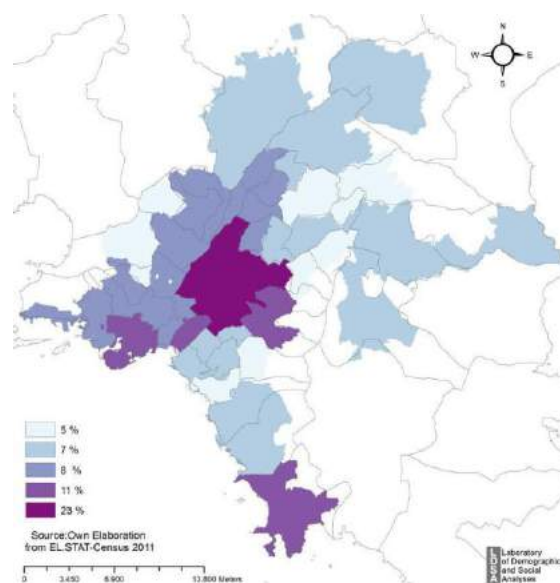 N
W E
S
5 %
7 %
8 %
11 %
23 %
Source:Own Elaboration
from EL.STAT-Census 2011
0 3.450 6.900 13.800 Meters
LDSA
Laboratory
of Demographic
and Social
Analyses